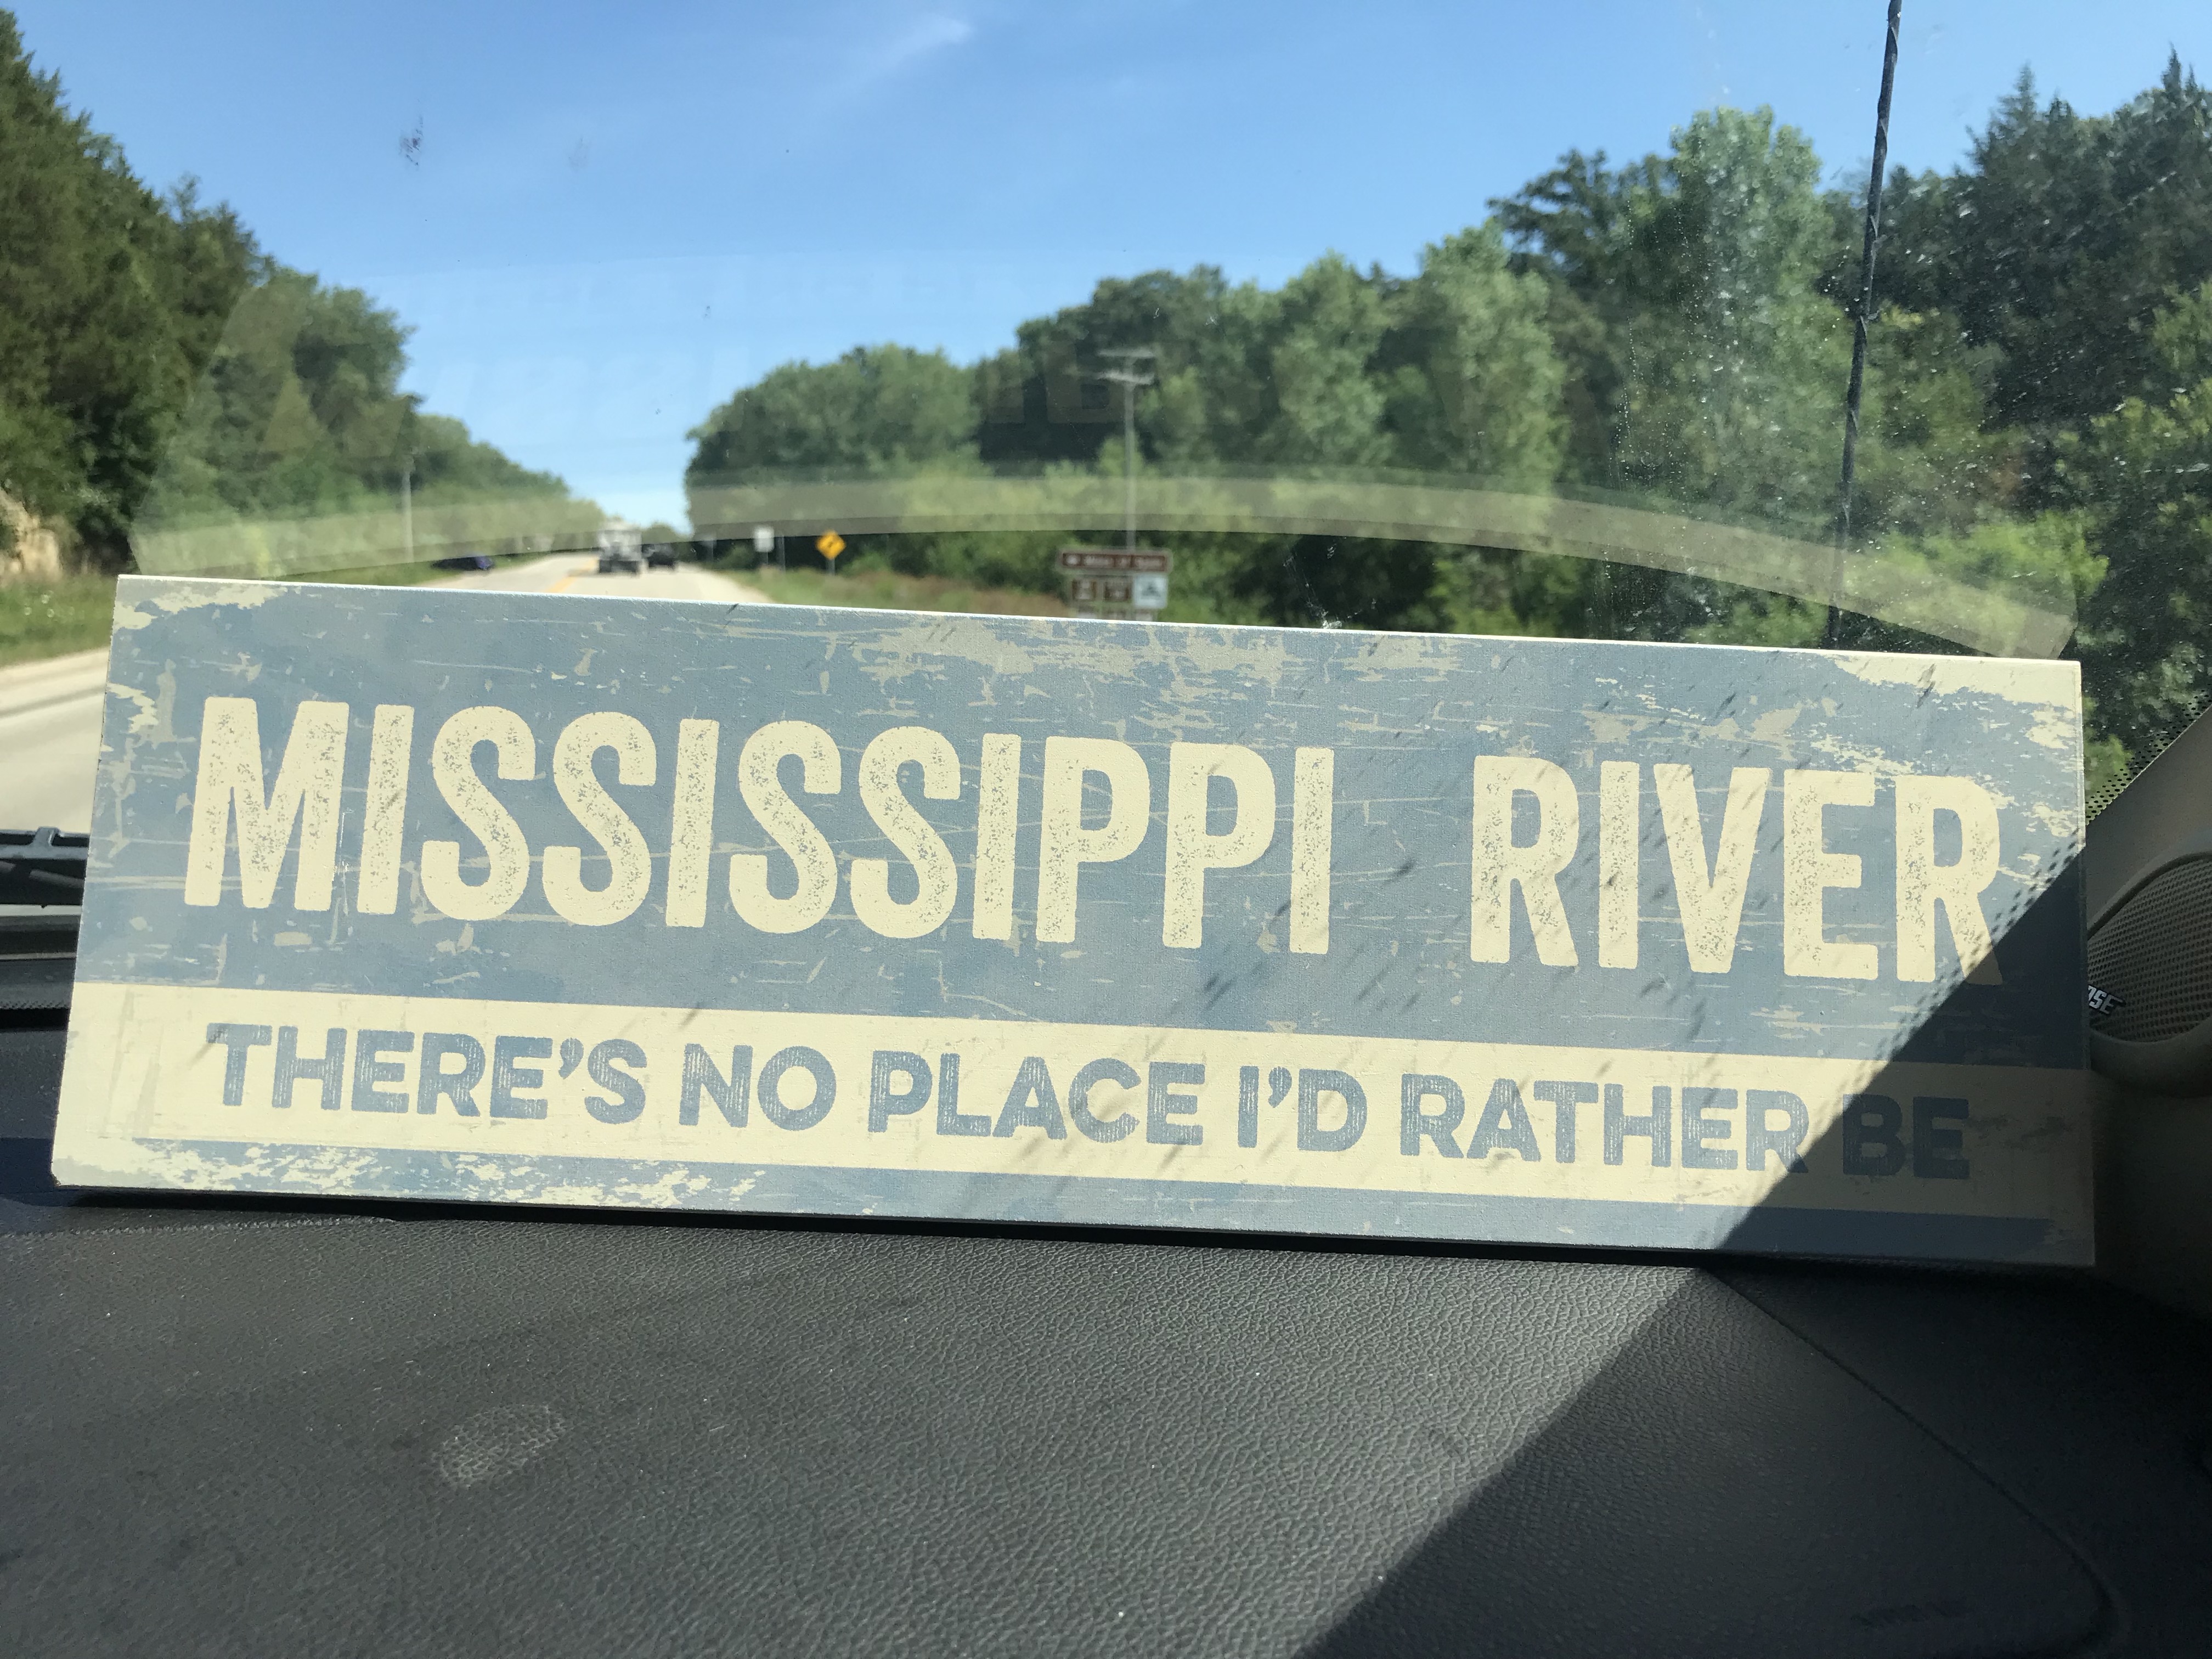 MISSISSIPPI RIVER
THERE'S NO PLACE I'D RATHER BE